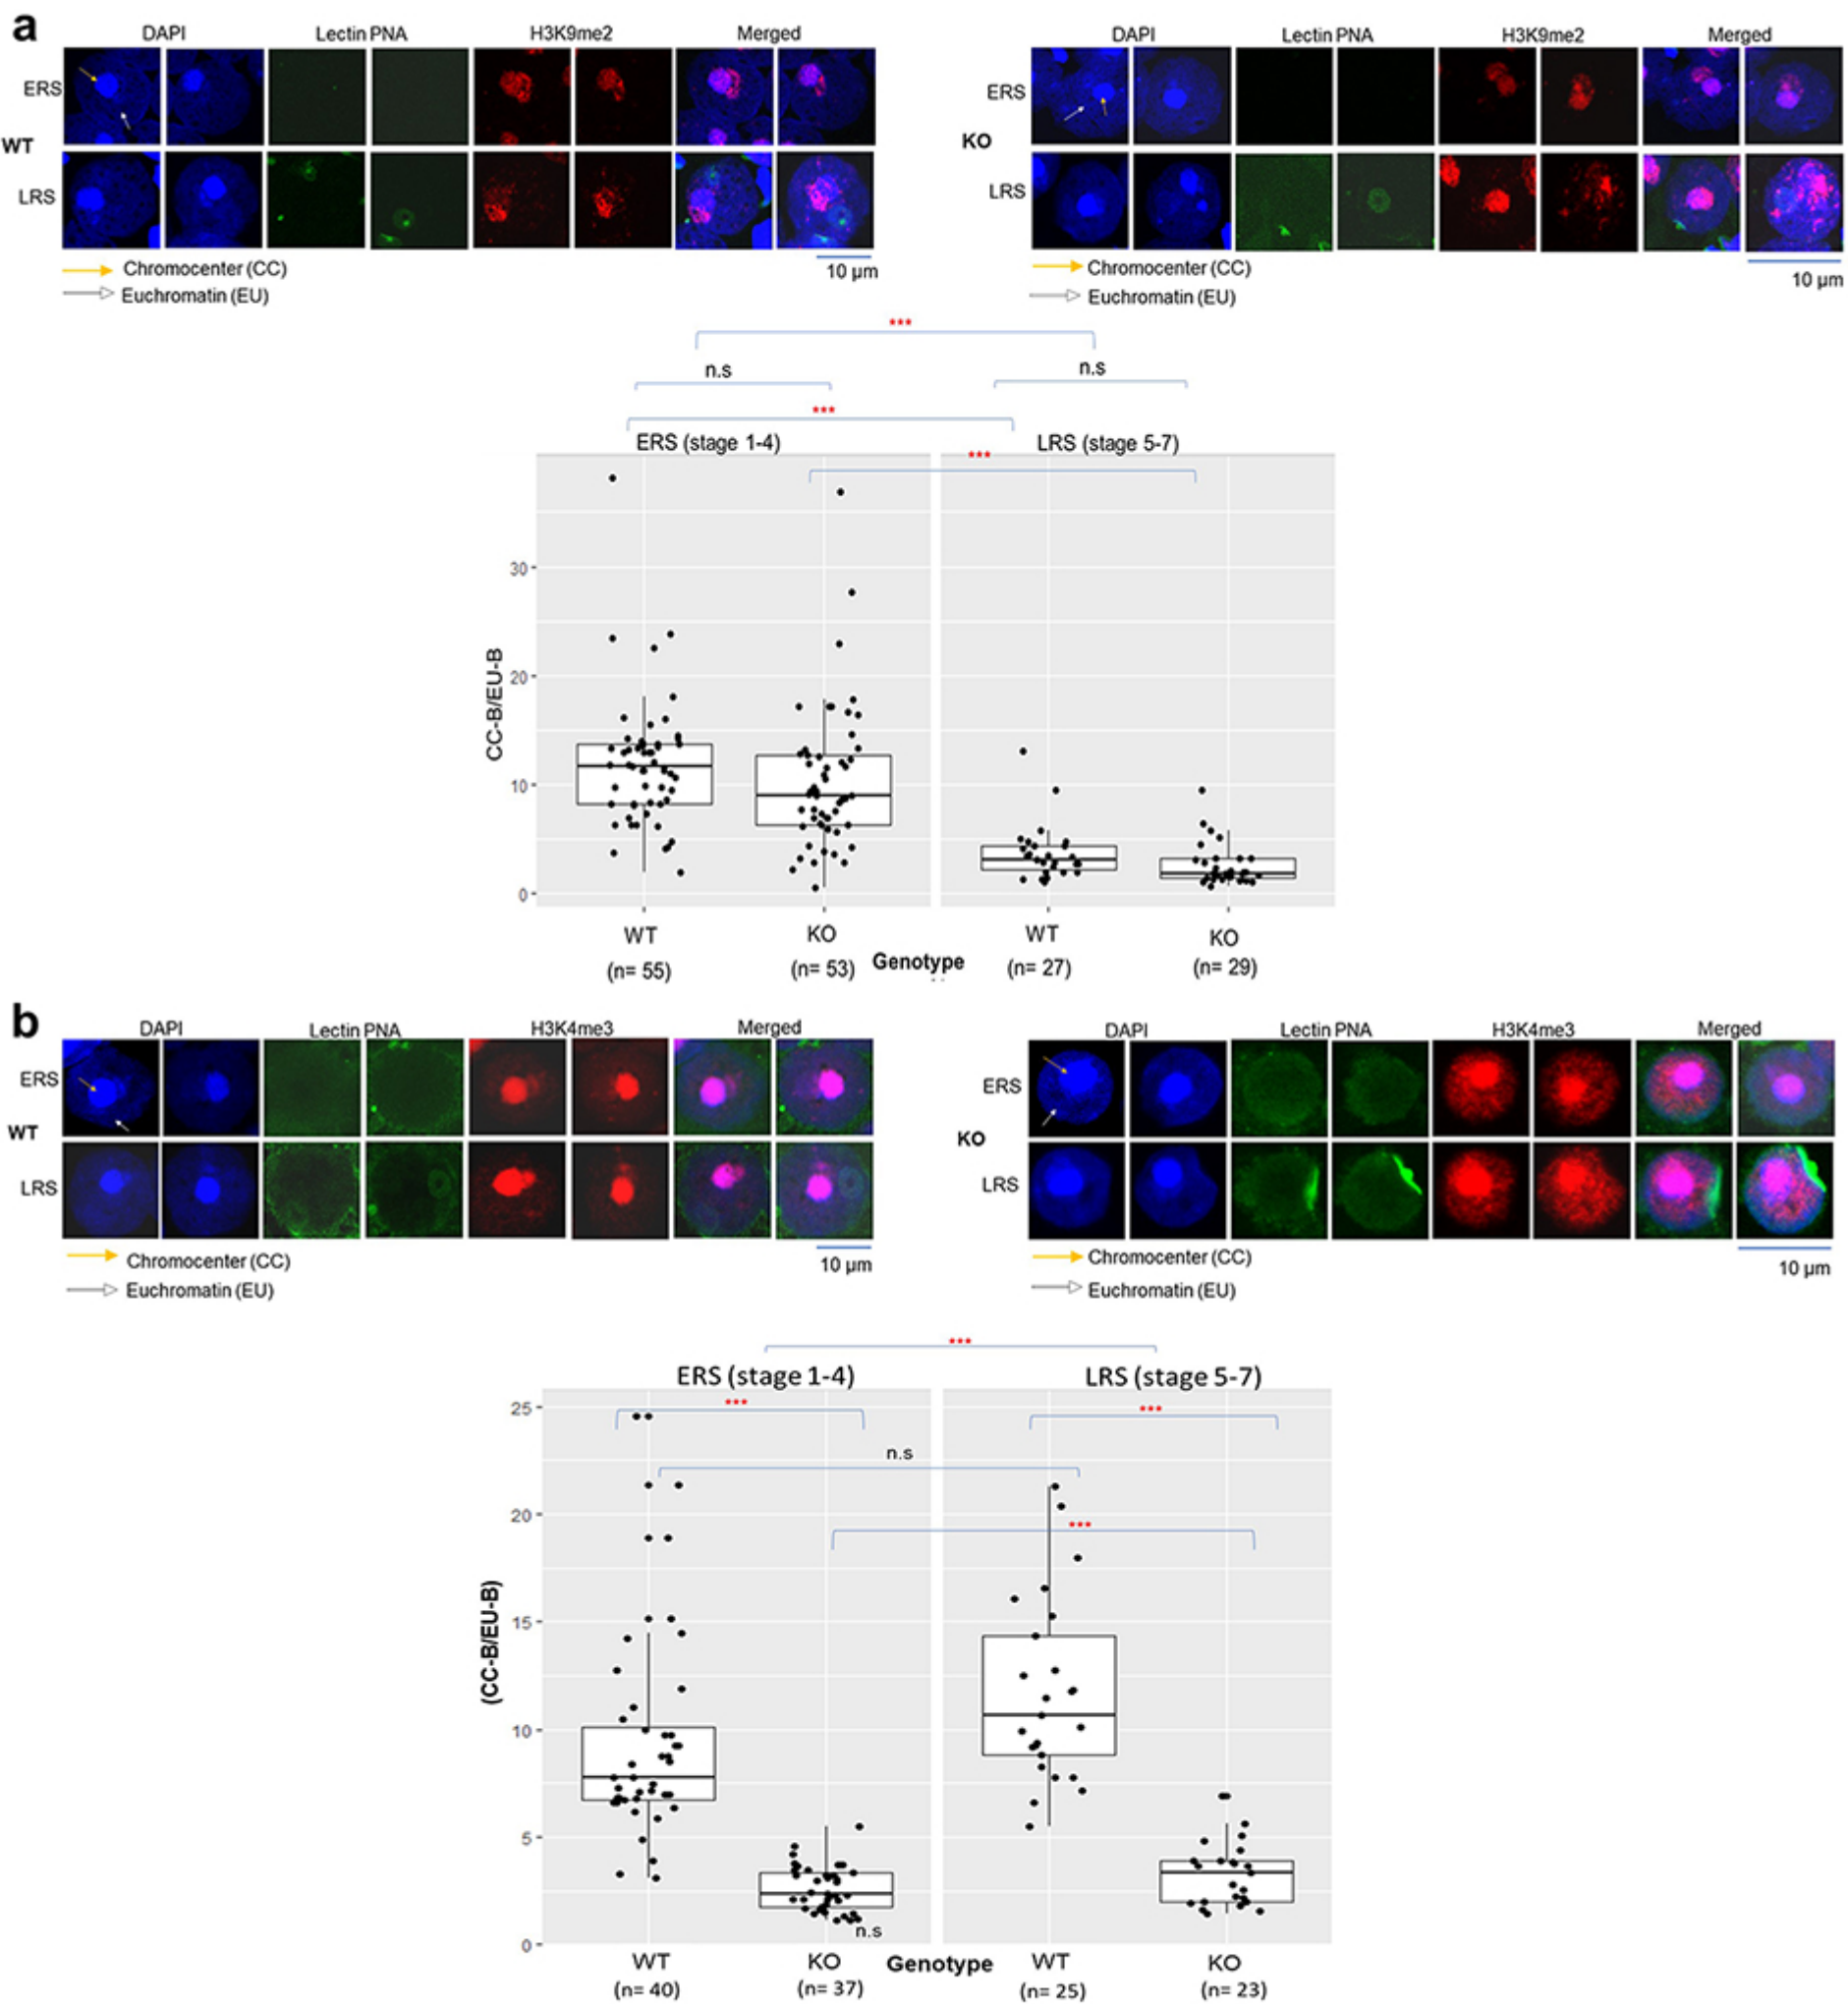 a
DAPI Lectin PNA H3K9me2 Merged
DAPI Lectin PNA H3K9me2 Merged
ERS
WT
LRS
ERS
KO
LRS
Chromocenter (CC)
Euchromatin (EU)
10 µm
Chromocenter (CC)
Euchromatin (EU)
10 µm
***
n.s
n.s
***
ERS (stage 1-4)
LRS (stage 5-7)
***
CC-B/EU-B
30
20
10
0
WT KO WT KO
(n= 55) (n= 53) Genotype (n= 27) (n= 29)
b
DAPI Lectin PNA H3K4me3 Merged
DAPI Lectin PNA H3K4me3 Merged
ERS
WT
LRS
ERS
KO
LRS
Chromocenter (CC)
Euchromatin (EU)
10 µm
Chromocenter (CC)
Euchromatin (EU)
10 µm
***
ERS (stage 1-4)
LRS (stage 5-7)
***
***
n.s
***
(CC-B/EU-B)
25
20
15
10
5
0
n.s
WT KO Genotype WT KO
(n= 40) (n= 37) (n= 25) (n= 23)